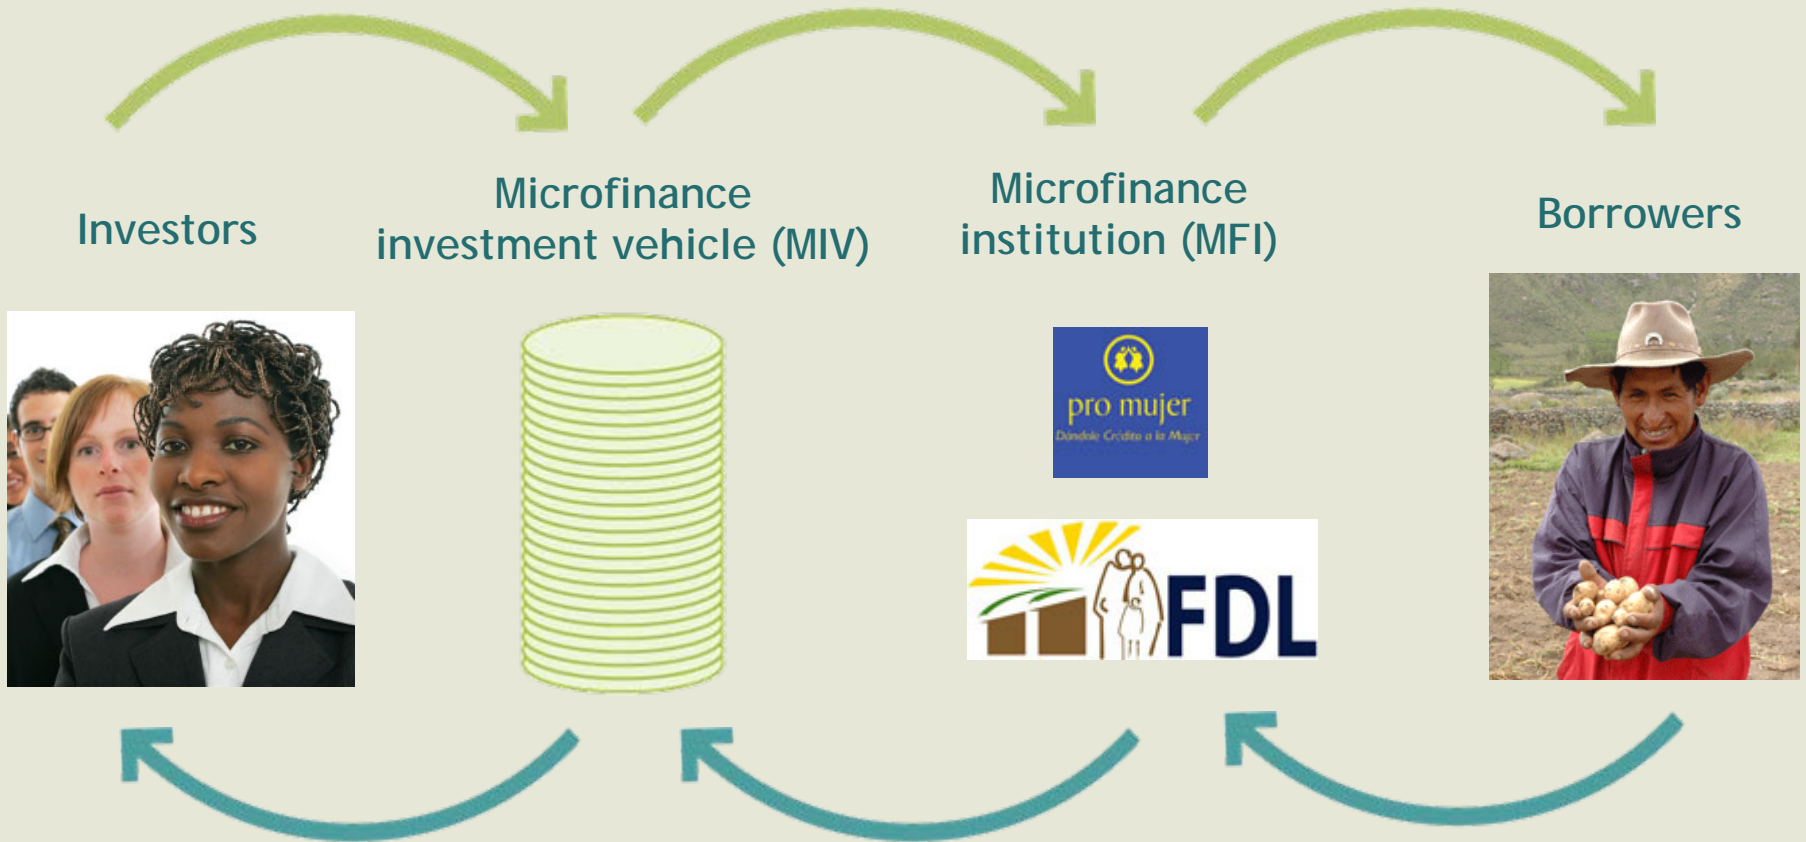 Investors
Microfinance
investment vehicle (MIV)
Microfinance
institution (MFI)
Borrowers
pro mujer
Dándole Crédito a la Mujer
FDL